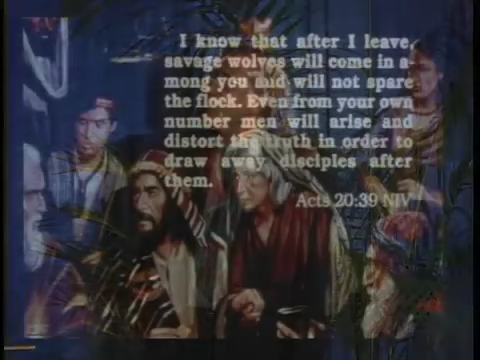 I know that after I leave,
savage wolves will come in a
mong you and will not spare
the flock. Even from your own
number men will arise and
distort the truth in order to
draw away disciples after
them.
Acts 20:39 NIV